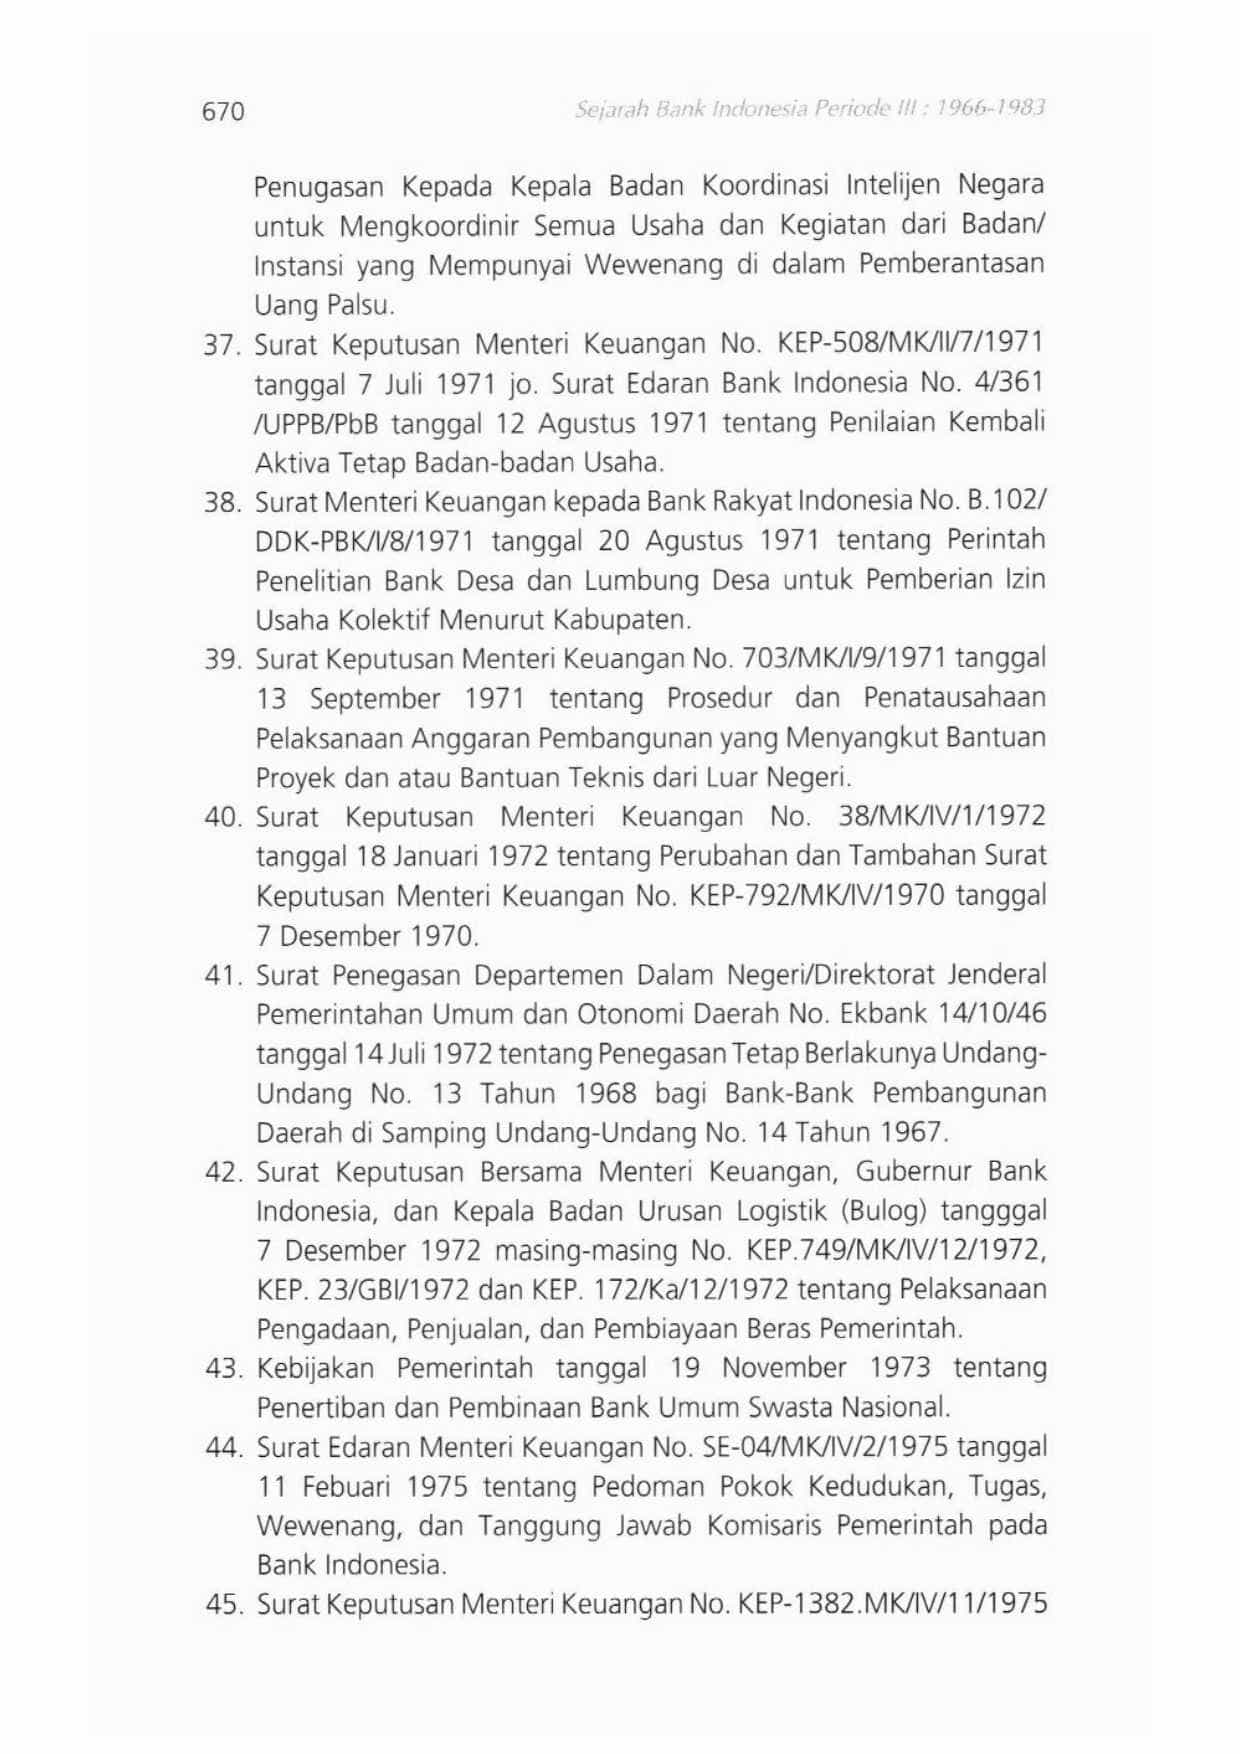 670
Sejarah Bank Indonesia Periode III : 1966-1983
Penugasan Kepada Kepala Badan Koordinasi Intelijen Negara
untuk Mengkoordinir Semua Usaha dan Kegiatan dari Badan/
Instansi yang Mempunyai Wewenang di dalam Pemberantasan
Uang Palsu.
37. Surat Keputusan Menteri Keuangan No. KEP-508/MK/II/7/1971
tanggal 7 Juli 1971 jo. Surat Edaran Bank Indonesia No. 4/361
/UPPB/PbB tanggal 12 Agustus 1971 tentang Penilaian Kembali
Aktiva Tetap Badan-badan Usaha.
38. Surat Menteri Keuangan kepada Bank Rakyat Indonesia No. B.102/
DDK-PBK/I/8/1971 tanggal 20 Agustus 1971 tentang Perintah
Penelitian Bank Desa dan Lumbung Desa untuk Pemberian Izin
Usaha Kolektif Menurut Kabupaten.
39. Surat Keputusan Menteri Keuangan No. 703/MK/I/9/1971 tanggal
13 September 1971 tentang Prosedur dan Penatausahaan
Pelaksanaan Anggaran Pembangunan yang Menyangkut Bantuan
Proyek dan atau Bantuan Teknis dari Luar Negeri.
40. Surat Keputusan Menteri Keuangan No. 38/MK/IV/1/1972
tanggal 18 Januari 1972 tentang Perubahan dan Tambahan Surat
Keputusan Menteri Keuangan No. KEP-792/MK/IV/1970 tanggal
7 Desember 1970.
41. Surat Penegasan Departemen Dalam Negeri/Direktorat Jenderal
Pemerintahan Umum dan Otonomi Daerah No. Ekbank 14/10/46
tanggal 14 Juli 1972 tentang Penegasan Tetap Berlakunya Undang-
Undang No. 13 Tahun 1968 bagi Bank-Bank Pembangunan
Daerah di Samping Undang-Undang No. 14 Tahun 1967.
42. Surat Keputusan Bersama Menteri Keuangan, Gubernur Bank
Indonesia, dan Kepala Badan Urusan Logistik (Bulog) tangggal
7 Desember 1972 masing-masing No. KEP.749/MK/IV/12/1972,
KEP. 23/GBI/1972 dan KEP. 172/Ka/12/1972 tentang Pelaksanaan
Pengadaan, Penjualan, dan Pembiayaan Beras Pemerintah.
43. Kebijakan Pemerintah tanggal 19 November 1973 tentang
Penertiban dan Pembinaan Bank Umum Swasta Nasional.
44. Surat Edaran Menteri Keuangan No. SE-04/MK/IV/2/1975 tanggal
11 Febuari 1975 tentang Pedoman Pokok Kedudukan, Tugas,
Wewenang, dan Tanggung Jawab Komisaris Pemerintah pada
Bank Indonesia.
45. Surat Keputusan Menteri Keuangan No. KEP-1382.MK/IV/11/1975